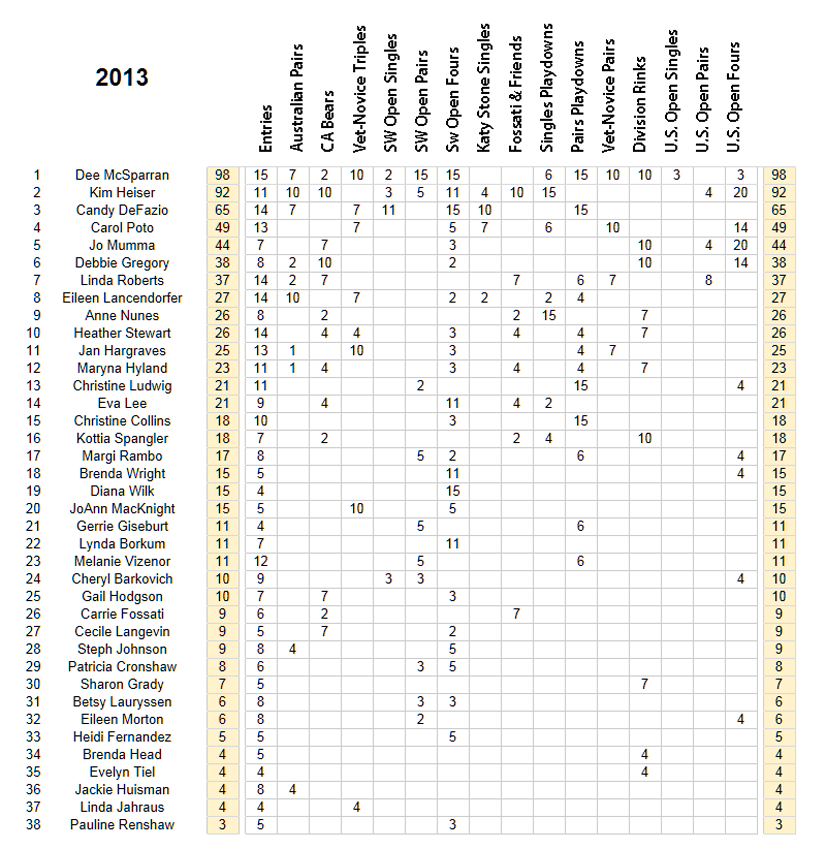 2013
Entries
Australian Pairs
CA Bears
Vet-Novice Triples
SW Open Singles
SW Open Pairs
Sw Open Fours
Katy Stone Singles
Fossati & Friends
Singles Playdowns
Pairs Playdowns
Vet-Novice Pairs
Division Rinks
U.S. Open Singles
U.S. Open Pairs
U.S. Open Fours
1 Dee McSparran 98 15 7 2 10 2 15 15 6 15 10 10 3 3 98
2 Kim Heiser 92 11 10 10 3 5 11 4 10 15 4 20 92
3 Candy DeFazio 65 14 7 7 11 15 10 15 65
4 Carol Poto 49 13 7 5 7 6 10 14 49
5 Jo Mumma 44 7 7 3 10 4 20 44
6 Debbie Gregory 38 8 2 10 2 10 14 38
7 Linda Roberts 37 14 2 7 7 6 7 8 37
8 Eileen Lancendorfer 27 14 10 7 2 2 2 4 27
9 Anne Nunes 26 8 2 2 15 7 26
10 Heather Stewart 26 14 4 4 3 4 4 7 26
11 Jan Hargraves 25 13 1 10 3 4 7 25
12 Maryna Hyland 23 11 1 4 3 4 4 7 23
13 Christine Ludwig 21 11 2 15 4 21
14 Eva Lee 21 9 4 11 4 2 21
15 Christine Collins 18 10 3 15 18
16 Kottia Spangler 18 7 2 2 4 10 18
17 Margi Rambo 17 8 5 2 6 4 17
18 Brenda Wright 15 5 11 4 15
19 Diana Wilk 15 4 15 15
20 JoAnn MacKnight 15 5 10 5 15
21 Gerrie Giseburt 11 4 5 6 11
22 Lynda Borkum 11 7 11 11
23 Melanie Vizenor 11 12 5 6 11
24 Cheryl Barkovich 10 9 3 3 4 10
25 Gail Hodgson 10 7 7 3 10
26 Carrie Fossati 9 6 2 7 9
27 Cecile Langevin 9 5 7 2 9
28 Steph Johnson 9 8 4 5 9
29 Patricia Cronshaw 8 6 3 5 8
30 Sharon Grady 7 5 7 7
31 Betsy Lauryssen 6 8 3 3 6
32 Eileen Morton 6 8 2 4 6
33 Heidi Fernandez 5 5 5 5
34 Brenda Head 4 5 4 4
35 Evelyn Tiel 4 4 4 4
36 Jackie Huisman 4 8 4 4
37 Linda Jahraus 4 4 4 4
38 Pauline Renshaw 3 5 3 3